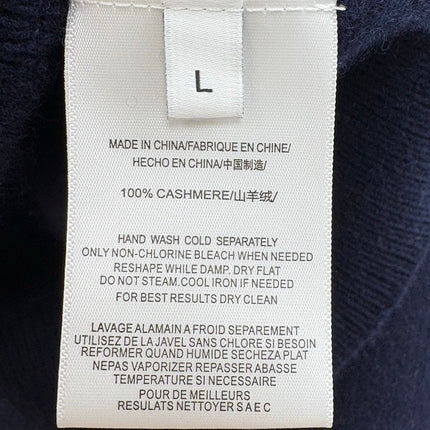 L
MADE IN CHINA/FABRIQUE EN CHINE/
HECHO EN CHINA/中国制造/
100% CASHMERE/山羊绒/
HAND WASH COLD SEPARATELY
ONLY NON-CHLORINE BLEACH WHEN NEEDED
RESHAPE WHILE DAMP. DRY FLAT
DO NOT STEAM.COOL IRON IF NEEDED
FOR BEST RESULTS DRY CLEAN
LAVAGE ALAMAIN A FROID SEPAREMENT
UTILISEZ DE LA JAVEL SANS CHLORE SI BESOIN
REFORMER QUAND HUMIDE SECHEZA PLAT
NEPAS VAPORIZER REPASSER ABASSE
TEMPERATURE SI NECESSAIRE
POUR DE MEILLEURS
RESULATS NETTOYER S A E C